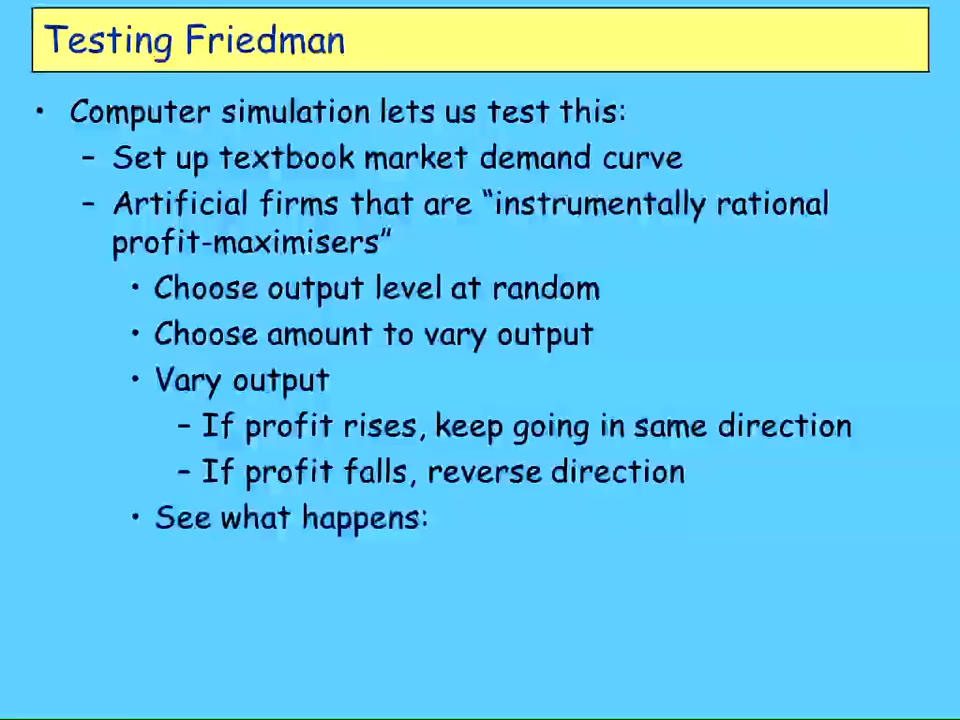 Testing Friedman
• Computer simulation lets us test this:
– Set up textbook market demand curve
– Artificial firms that are “instrumentally rational
profit-maximisers”
• Choose output level at random
• Choose amount to vary output
• Vary output
– If profit rises, keep going in same direction
– If profit falls, reverse direction
• See what happens: